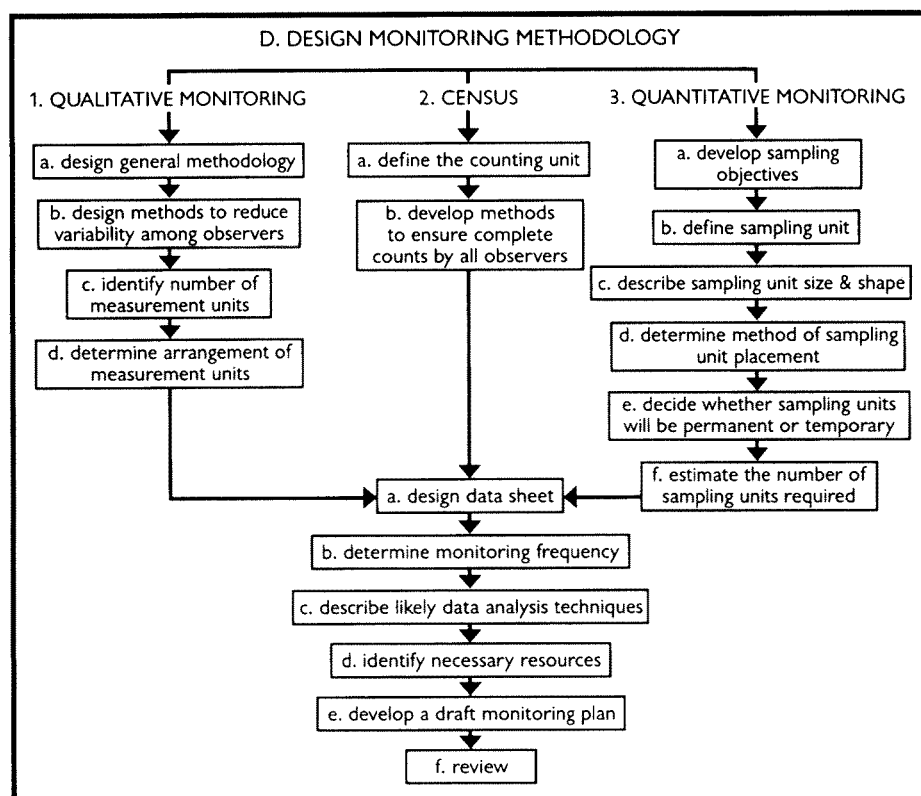 D. DESIGN MONITORING METHODOLOGY
1. QUALITATIVE MONITORING
a. design general methodology
b. design methods to reduce
variability among observers
c. identify number of
measurement units
d. determine arrangement of
measurement units
2. CENSUS
a. define the counting unit
b. develop methods
to ensure complete
counts by all observers
3. QUANTITATIVE MONITORING
a. develop sampling
objectives
b. define sampling unit
c. describe sampling unit size & shape
d. determine method of sampling
unit placement
e. decide whether sampling units
will be permanent or temporary
f. estimate the number of
sampling units required
a. design data sheet
b. determine monitoring frequency
c. describe likely data analysis techniques
d. identify necessary resources
e. develop a draft monitoring plan
f. review